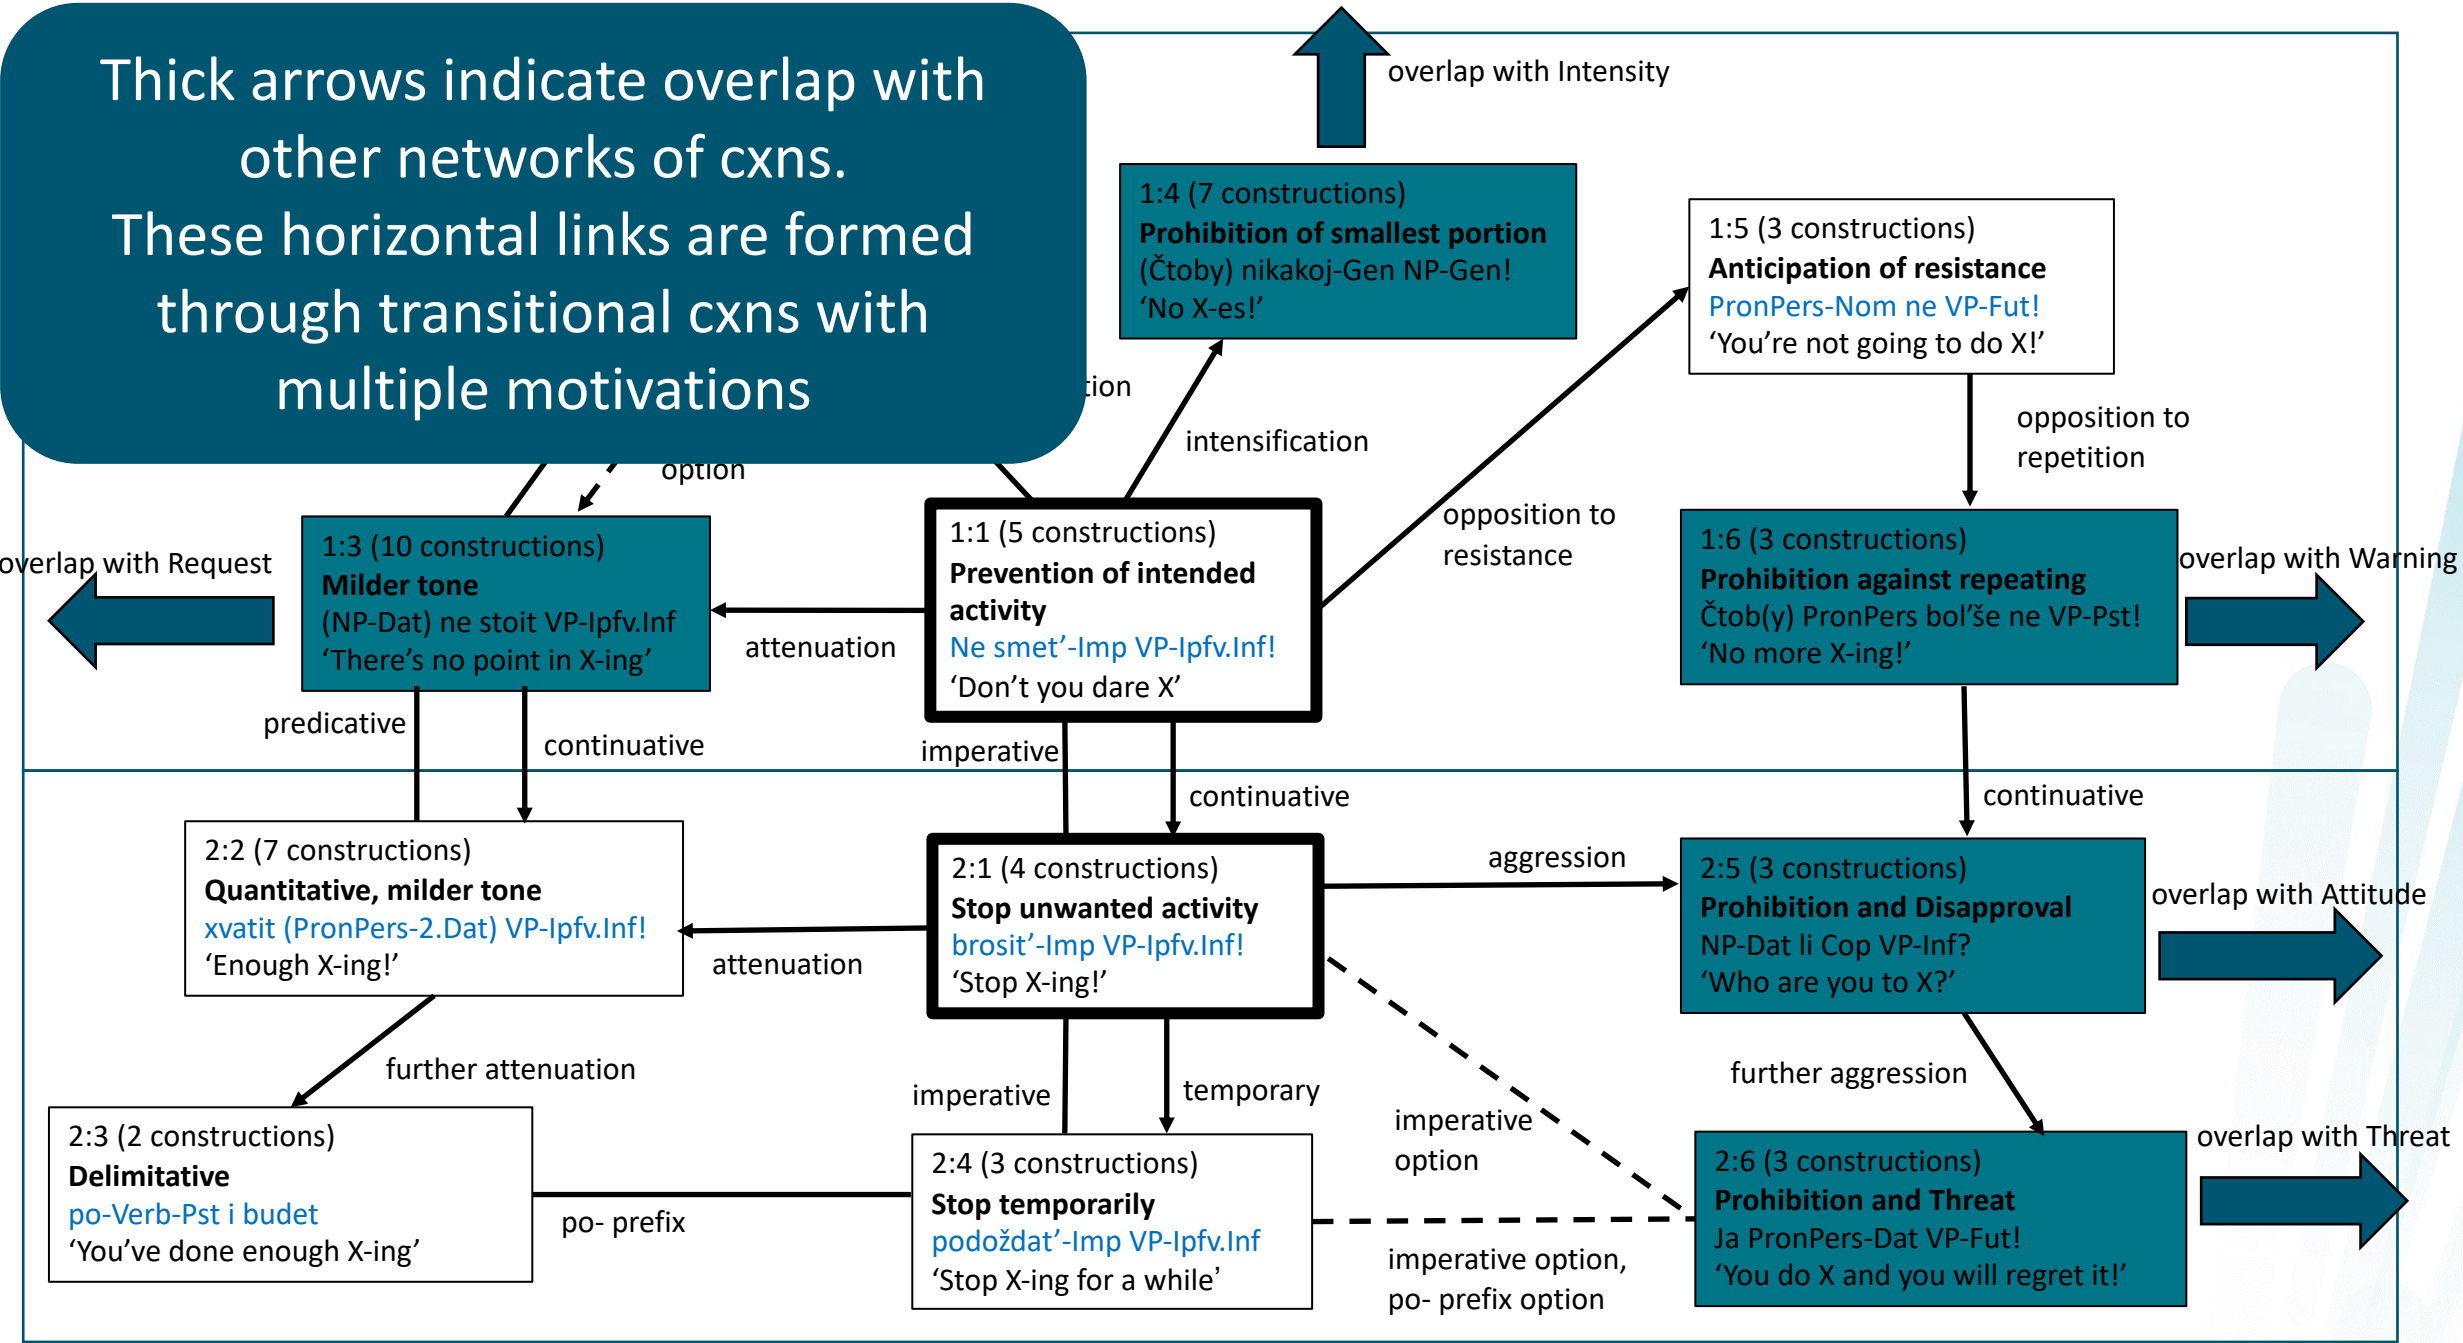 Thick arrows indicate overlap with
other networks of cxns.
These horizontal links are formed
through transitional cxns with
multiple motivations
overlap with Intensity
1:4 (7 constructions)
Prohibition of smallest portion
(Čtoby) nikakoj-Gen NP-Gen!
‘No X-es!’
1:5 (3 constructions)
Anticipation of resistance
PronPers-Nom ne VP-Fut!
‘You’re not going to do X!’
tion
intensification
opposition to
repetition
option
opposition to
resistance
overlap with Request
1:3 (10 constructions)
Milder tone
(NP-Dat) ne stoit VP-Ipfv.Inf
‘There’s no point in X-ing’
attenuation
1:1 (5 constructions)
Prevention of intended
activity
Ne smet’-Imp VP-Ipfv.Inf!
‘Don’t you dare X’
1:6 (3 constructions)
Prohibition against repeating
Čtob(y) PronPers bol’še ne VP-Pst!
‘No more X-ing!’
overlap with Warning
predicative
continuative
imperative
continuative
continuative
2:2 (7 constructions)
Quantitative, milder tone
xvatit (PronPers-2.Dat) VP-Ipfv.Inf!
‘Enough X-ing!’
attenuation
2:1 (4 constructions)
Stop unwanted activity
brosit’-Imp VP-Ipfv.Inf!
‘Stop X-ing!’
aggression
2:5 (3 constructions)
Prohibition and Disapproval
NP-Dat li Cop VP-Inf?
‘Who are you to X?’
overlap with Attitude
further attenuation
imperative
temporary
imperative
option
further aggression
2:3 (2 constructions)
Delimitative
po-Verb-Pst i budet
‘You’ve done enough X-ing’
po- prefix
2:4 (3 constructions)
Stop temporarily
podoždat’-Imp VP-Ipfv.Inf
‘Stop X-ing for a while’
imperative option,
po- prefix option
2:6 (3 constructions)
Prohibition and Threat
Ja PronPers-Dat VP-Fut!
‘You do X and you will regret it!’
overlap with Threat